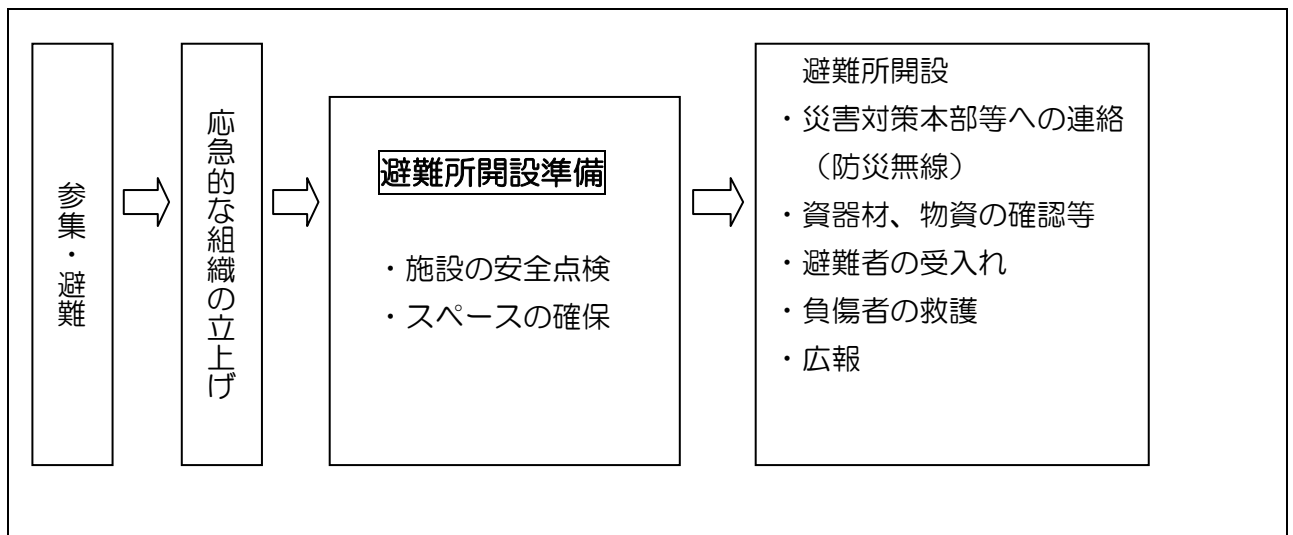 参集・避難
応急的な組織の立上げ
避難所開設準備
・施設の安全点検
・スペースの確保
避難所開設
・災害対策本部等への連絡
（防災無線）
・資器材、物資の確認等
・避難者の受入れ
・負傷者の救護
・広報